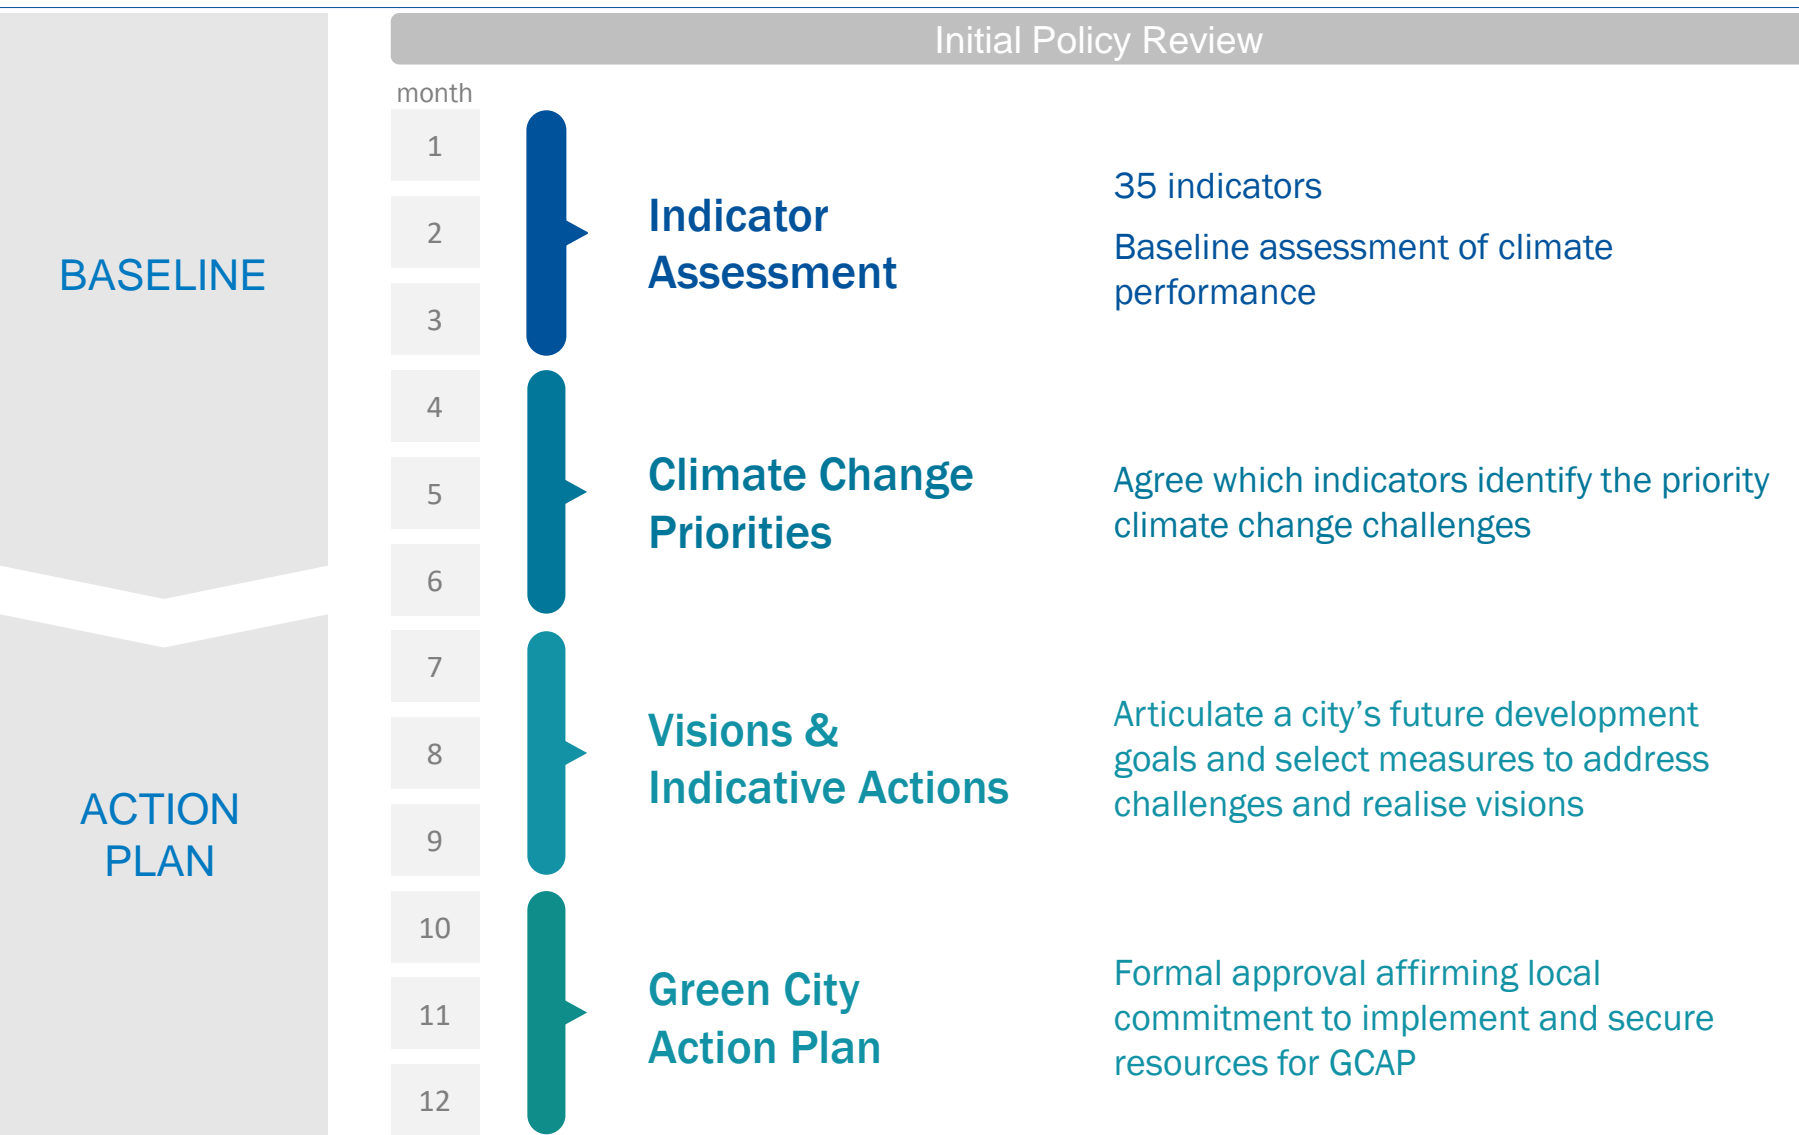 Initial Policy Review
BASELINE
month
1
2
3
Indicator
Assessment
35 indicators
Baseline assessment of climate
performance
4
5
6
Climate Change
Priorities
Agree which indicators identify the priority
climate change challenges
ACTION
PLAN
7
8
9
Visions &
Indicative Actions
Articulate a city’s future development
goals and select measures to address
challenges and realise visions
10
11
12
Green City
Action Plan
Formal approval affirming local
commitment to implement and secure
resources for GCAP